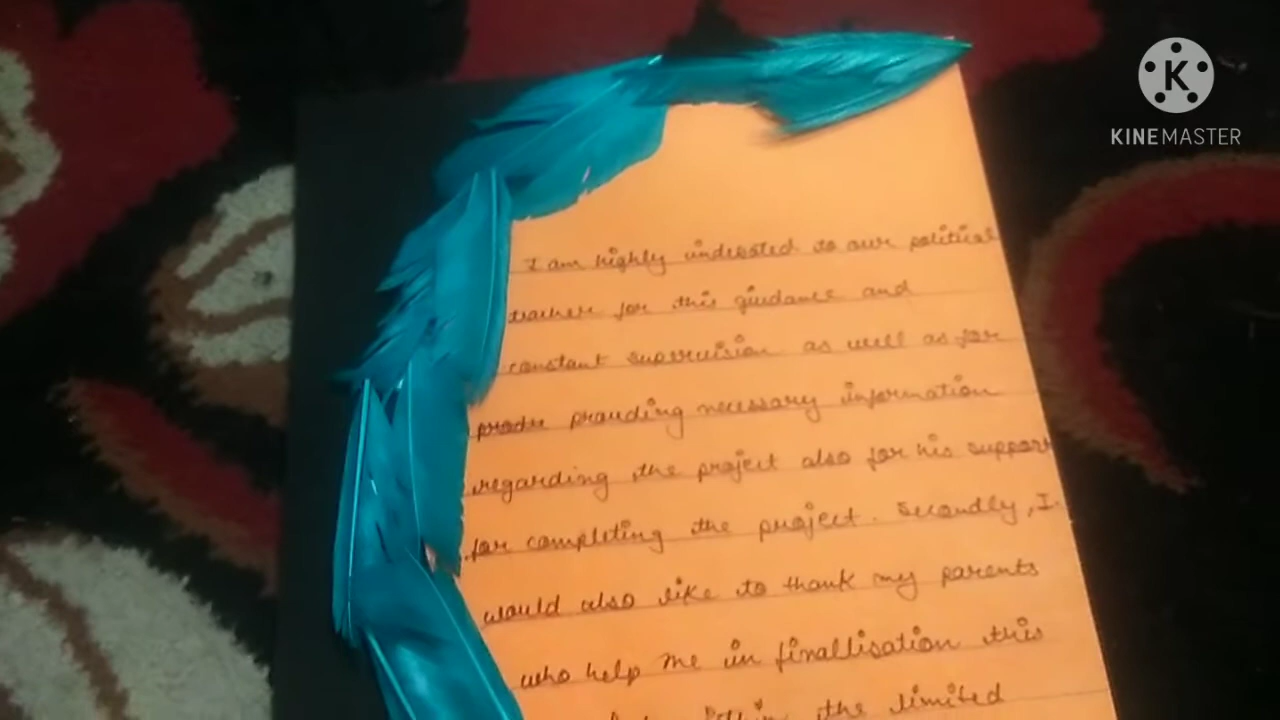 KINEMASTER
I am highly indebted to our political
teacher for this guidance and
constant supervision as well as for
provding necessary information
regarding the project also for his support
for completing the project. Secondly, I
would also like to thank my parents
who help me in finallisation this
the limited